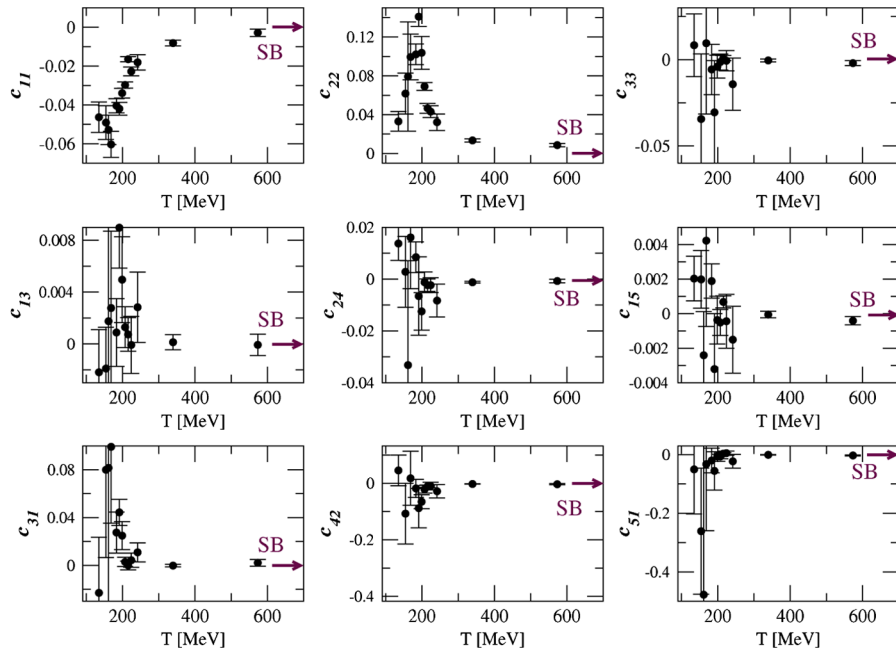 0
-0.02
-0.04
-0.06
c11
SB
200 400 600
T [MeV]
0.12
0.08
0.04
0
c22
SB
200 400 600
T [MeV]
0
-0.05
c33
SB
200 400 600
T [MeV]
0.008
0.004
0
c13
SB
200 400 600
T [MeV]
0.02
0
-0.02
-0.04
c24
SB
200 400 600
T [MeV]
0.004
0.002
0
-0.002
-0.004
c15
SB
200 400 600
T [MeV]
0.08
0.04
0
c31
SB
200 400 600
T [MeV]
0
-0.2
-0.4
c42
SB
200 400 600
T [MeV]
0
-0.2
-0.4
c51
SB
200 400 600
T [MeV]